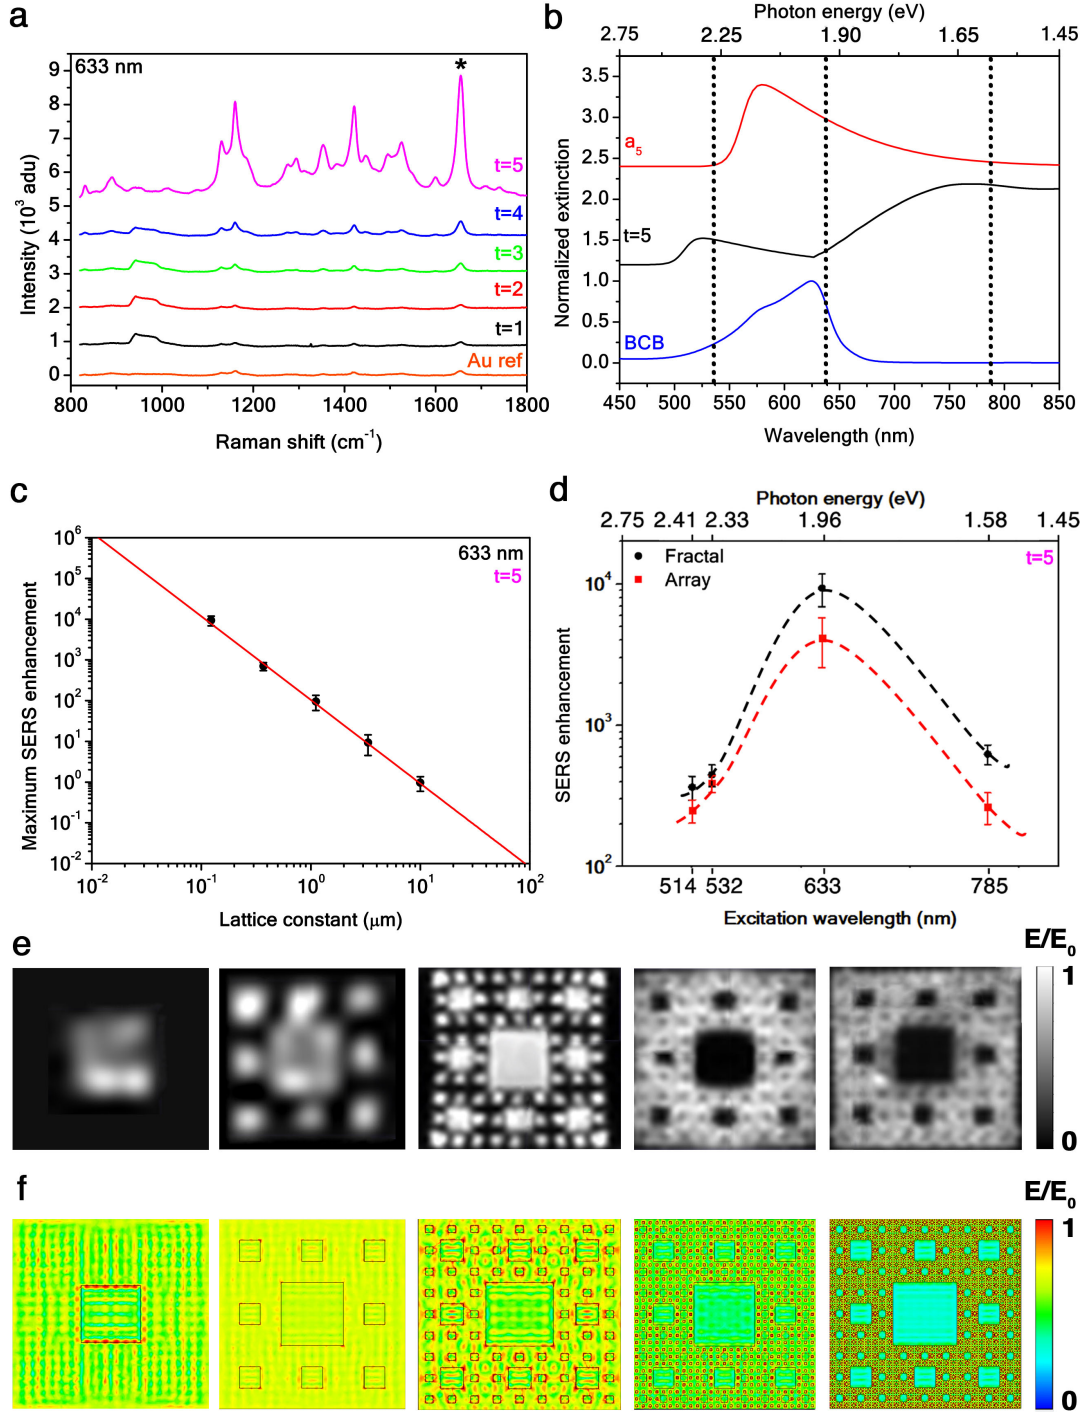 a
633 nm
*
9
8
7
6
5
4
3
2
1
0
t=5
t=4
t=3
t=2
t=1
Au ref
800 1000 1200 1400 1600 1800
Raman shift (cm-1)
Intensity (10³ adu)
b
Photon energy (eV)
2.75 2.25 1.90 1.65 1.45
3.5
3.0
2.5
2.0
1.5
1.0
0.5
0.0
a5
t=5
BCB
450 500 550 600 650 700 750 800 850
Wavelength (nm)
Normalized extinction
c
633 nm
t=5
10⁶
10⁵
10⁴
10³
10²
10¹
10⁰
10⁻¹
10⁻²
10⁻² 10⁻¹ 10⁰ 10¹ 10²
Lattice constant (μm)
Maximum SERS enhancement
d
Photon energy (eV)
2.75 2.41 2.33 1.96 1.58 1.45
Fractal
Array
t=5
10⁴
10³
10²
514 532 633 785
Excitation wavelength (nm)
SERS enhancement
e
E/E₀
1
0
f
E/E₀
1
0